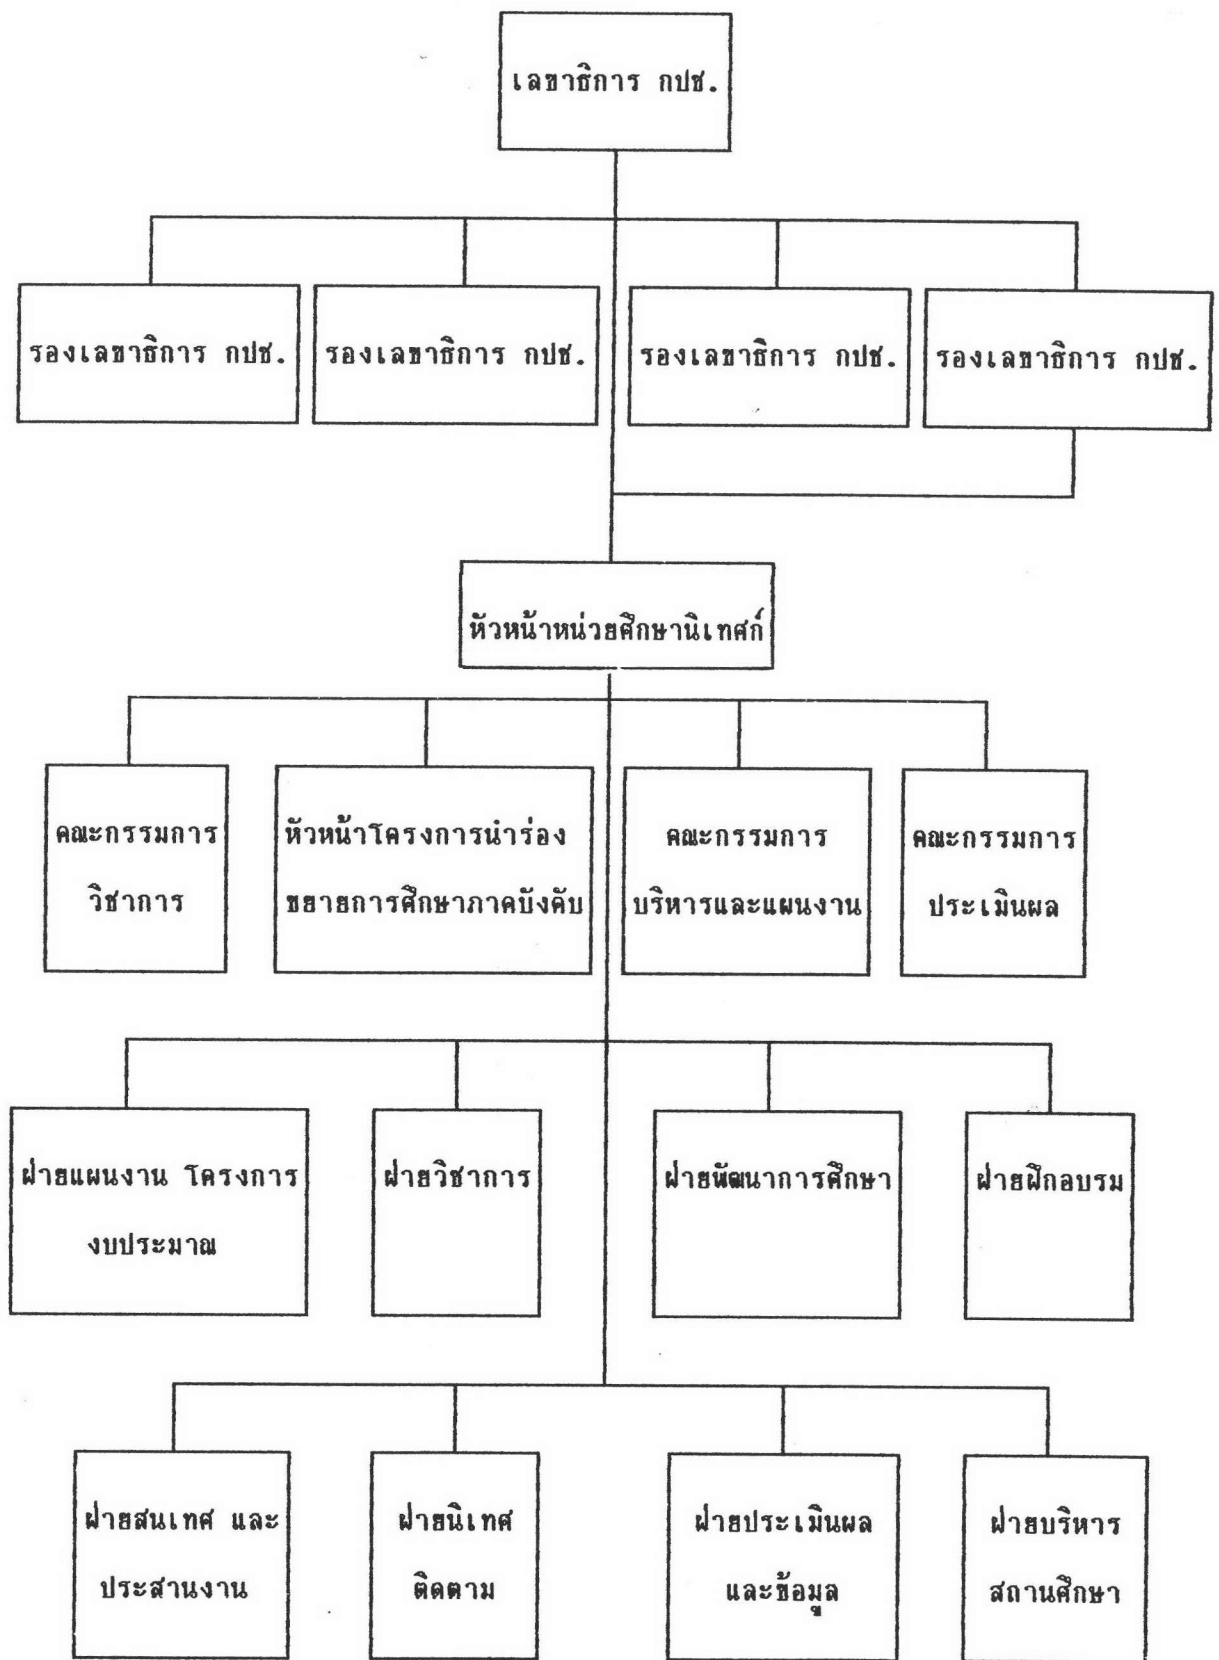 เลขาธิการ กปช.
รองเลขาธิการ กปช.
รองเลขาธิการ กปช.
รองเลขาธิการ กปช.
รองเลขาธิการ กปช.
หัวหน้าหน่วยศึกษานิเทศก์
คณะกรรมการ
วิชาการ
หัวหน้าโครงการนำร่อง
ขยายการศึกษาภาคบังคับ
คณะกรรมการ
บริหารและแผนงาน
คณะกรรมการ
ประเมินผล
ฝ่ายแผนงาน โครงการ
งบประมาณ
ฝ่ายวิชาการ
ฝ่ายพัฒนาการศึกษา
ฝ่ายฝึกอบรม
ฝ่ายสนเทศ และ
ประสานงาน
ฝ่ายนิเทศ
ติดตาม
ฝ่ายประเมินผล
และข้อมูล
ฝ่ายบริหาร
สถานศึกษา